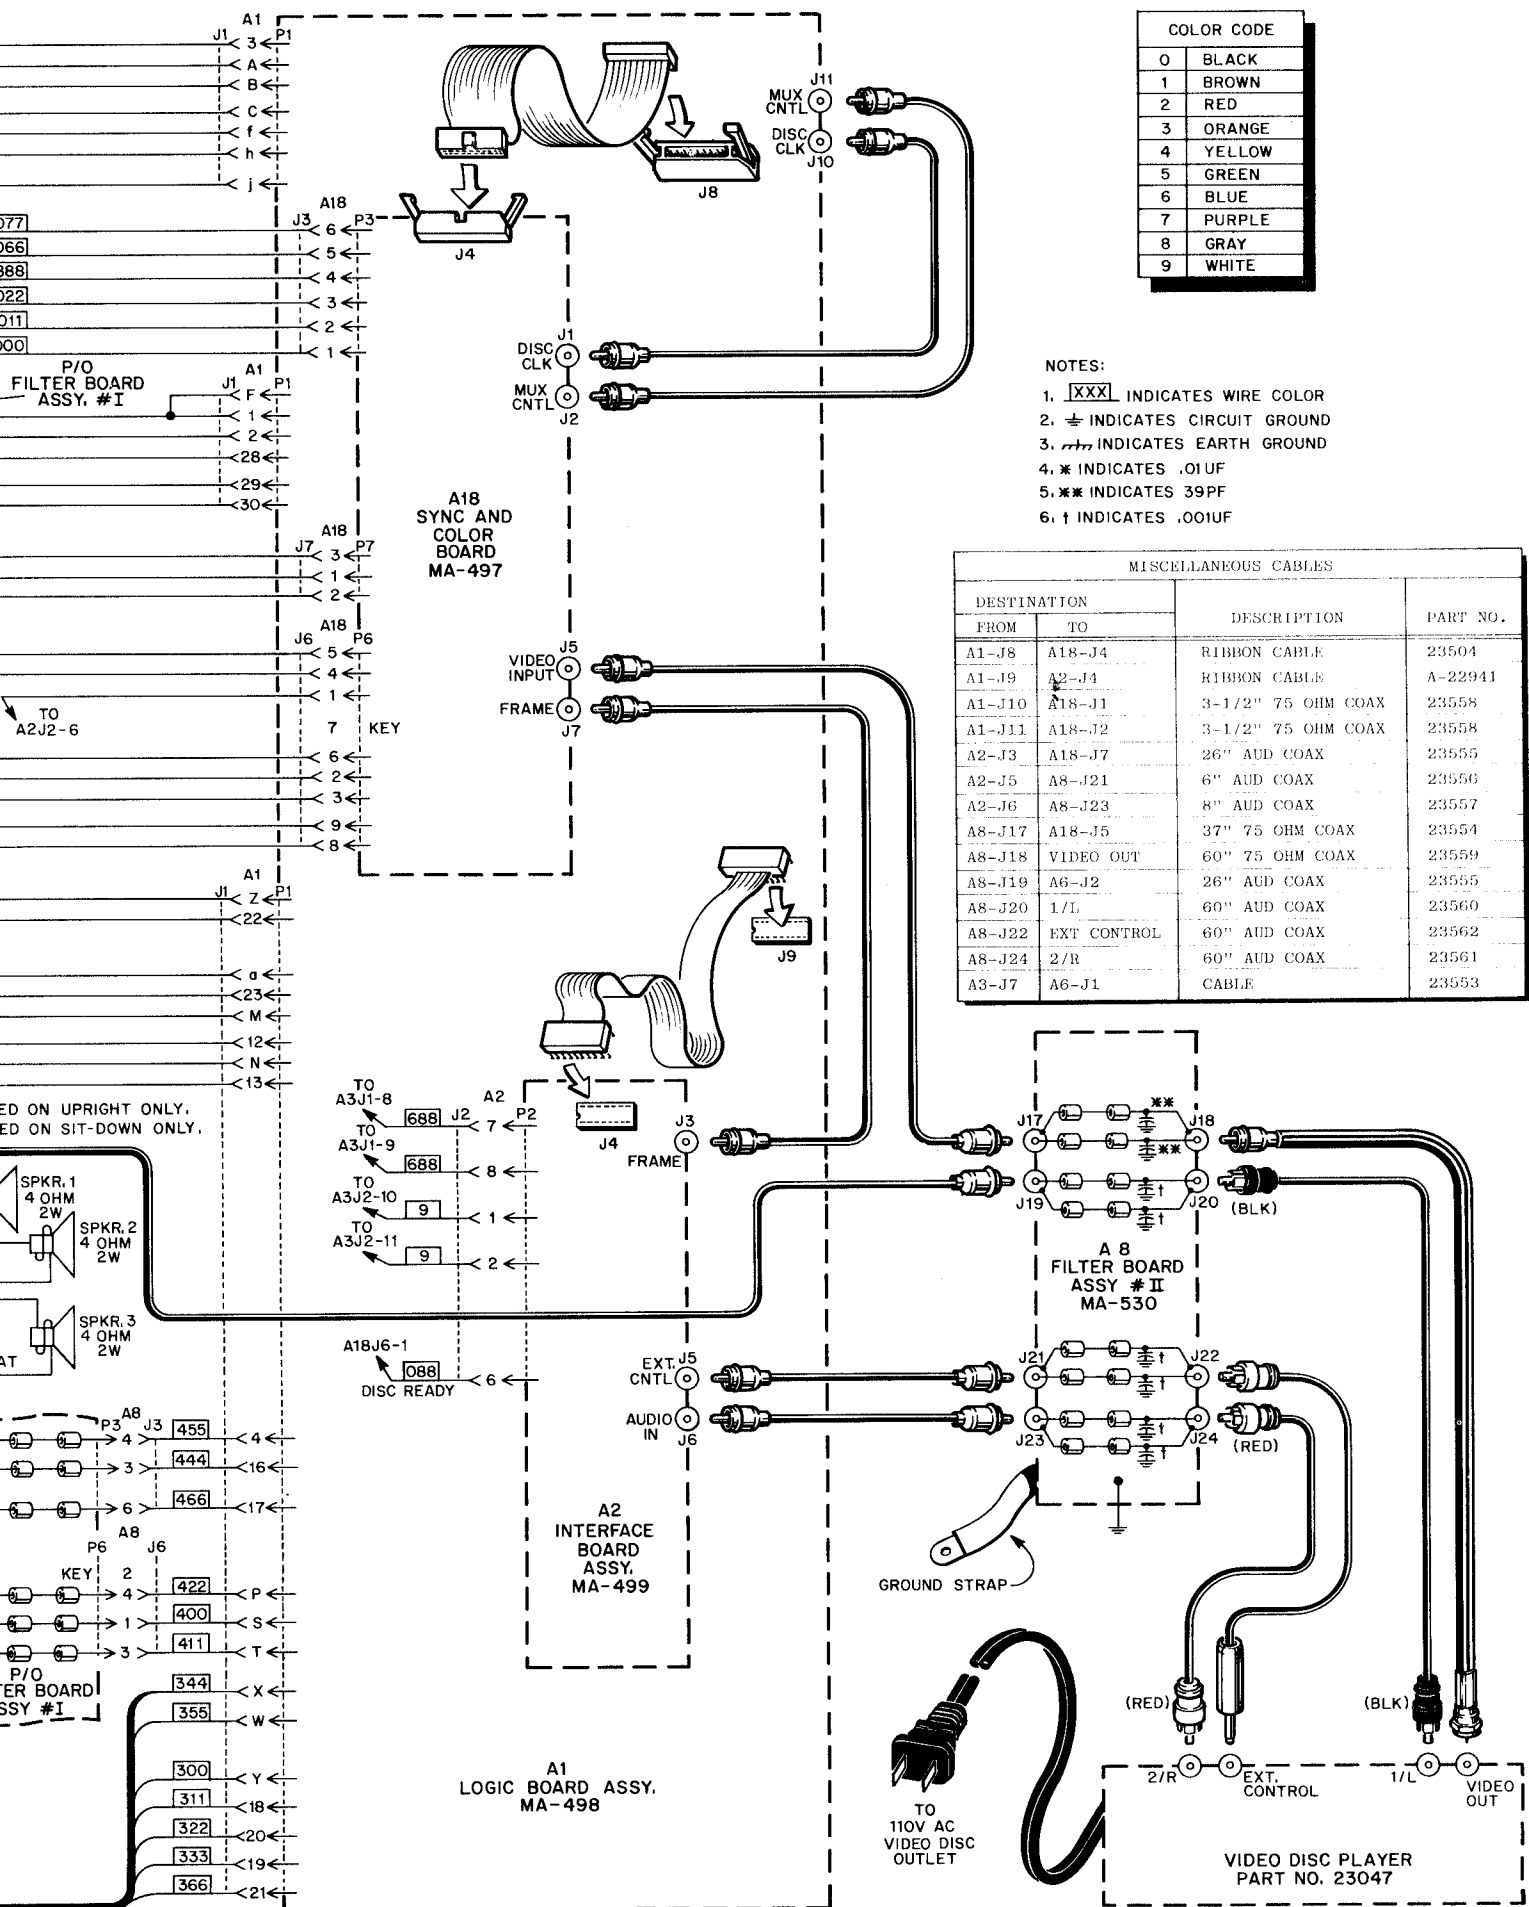 A1
J1 3 P1
A
B
C
f
h
j
A18
J3 6 P3
5
4
3
2
1
077
066
888
022
011
000
P/O
FILTER BOARD
ASSY. #I
A1
J1 F P1
1
2
28
29
30
A18
J7 3 P7
1
2
A18
J6 5 P6
4
1
7 KEY
6
2
3
9
8
TO
A2J2-6
A1
J1 Z P1
22
a
23
M
12
N
13
ED ON UPRIGHT ONLY.
ED ON SIT-DOWN ONLY.
SPKR. 1
4 OHM
2W
SPKR. 2
4 OHM
2W
SPKR. 3
4 OHM
2W
AT
A8
P3 4 J3 455 4
3 444 16
6 466 17
A8
P6 J6
KEY 2
4 422 P
1 400 S
3 411 T
P/O
TER BOARD
SSY #I
344 X
355 W
300 Y
311 18
322 20
333 19
366 21
J4
J8
J11
MUX
CNTL
DISC
CLK
J10
J1
DISC
CLK
MUX
CNTL
J2
A18
SYNC AND
COLOR
BOARD
MA-497
J5
VIDEO
INPUT
FRAME
J7
J9
J4
TO
A3J1-8
688 J2 7 A2 P2
TO
A3J1-9
688 8
TO
A3J2-10
9 1
TO
A3J2-11
9 2
A18J6-1
088 6
DISC READY
J3
FRAME
EXT. J5
CNTL
AUDIO
IN J6
A2
INTERFACE
BOARD
ASSY.
MA-499
A1
LOGIC BOARD ASSY.
MA-498
COLOR CODE
0 BLACK
1 BROWN
2 RED
3 ORANGE
4 YELLOW
5 GREEN
6 BLUE
7 PURPLE
8 GRAY
9 WHITE
NOTES:
1. XXX INDICATES WIRE COLOR
2. ⏚ INDICATES CIRCUIT GROUND
3. INDICATES EARTH GROUND
4. * INDICATES .01UF
5. ** INDICATES 39PF
6. † INDICATES .001UF
MISCELLANEOUS CABLES
DESTINATION
FROM TO DESCRIPTION PART NO.
A1-J8 A18-J4 RIBBON CABLE 23504
A1-J9 A2-J4 RIBBON CABLE A-22941
A1-J10 A18-J1 3-1/2" 75 OHM COAX 23558
A1-J11 A18-J2 3-1/2" 75 OHM COAX 23558
A2-J3 A18-J7 26" AUD COAX 23555
A2-J5 A8-J21 6" AUD COAX 23556
A2-J6 A8-J23 8" AUD COAX 23557
A8-J17 A18-J5 37" 75 OHM COAX 23554
A8-J18 VIDEO OUT 60" 75 OHM COAX 23559
A8-J19 A6-J2 26" AUD COAX 23555
A8-J20 1/L 60" AUD COAX 23560
A8-J22 EXT CONTROL 60" AUD COAX 23562
A8-J24 2/R 60" AUD COAX 23561
A3-J7 A6-J1 CABLE 23553
J17 ** J18
**
J19 † J20
†
(BLK)
A8
FILTER BOARD
ASSY #II
MA-530
J21 † J22
†
J23 † J24
†
(RED)
GROUND STRAP
TO
110V AC
VIDEO DISC
OUTLET
(RED)
(BLK)
2/R
EXT.
CONTROL
1/L
VIDEO
OUT
VIDEO DISC PLAYER
PART NO. 23047